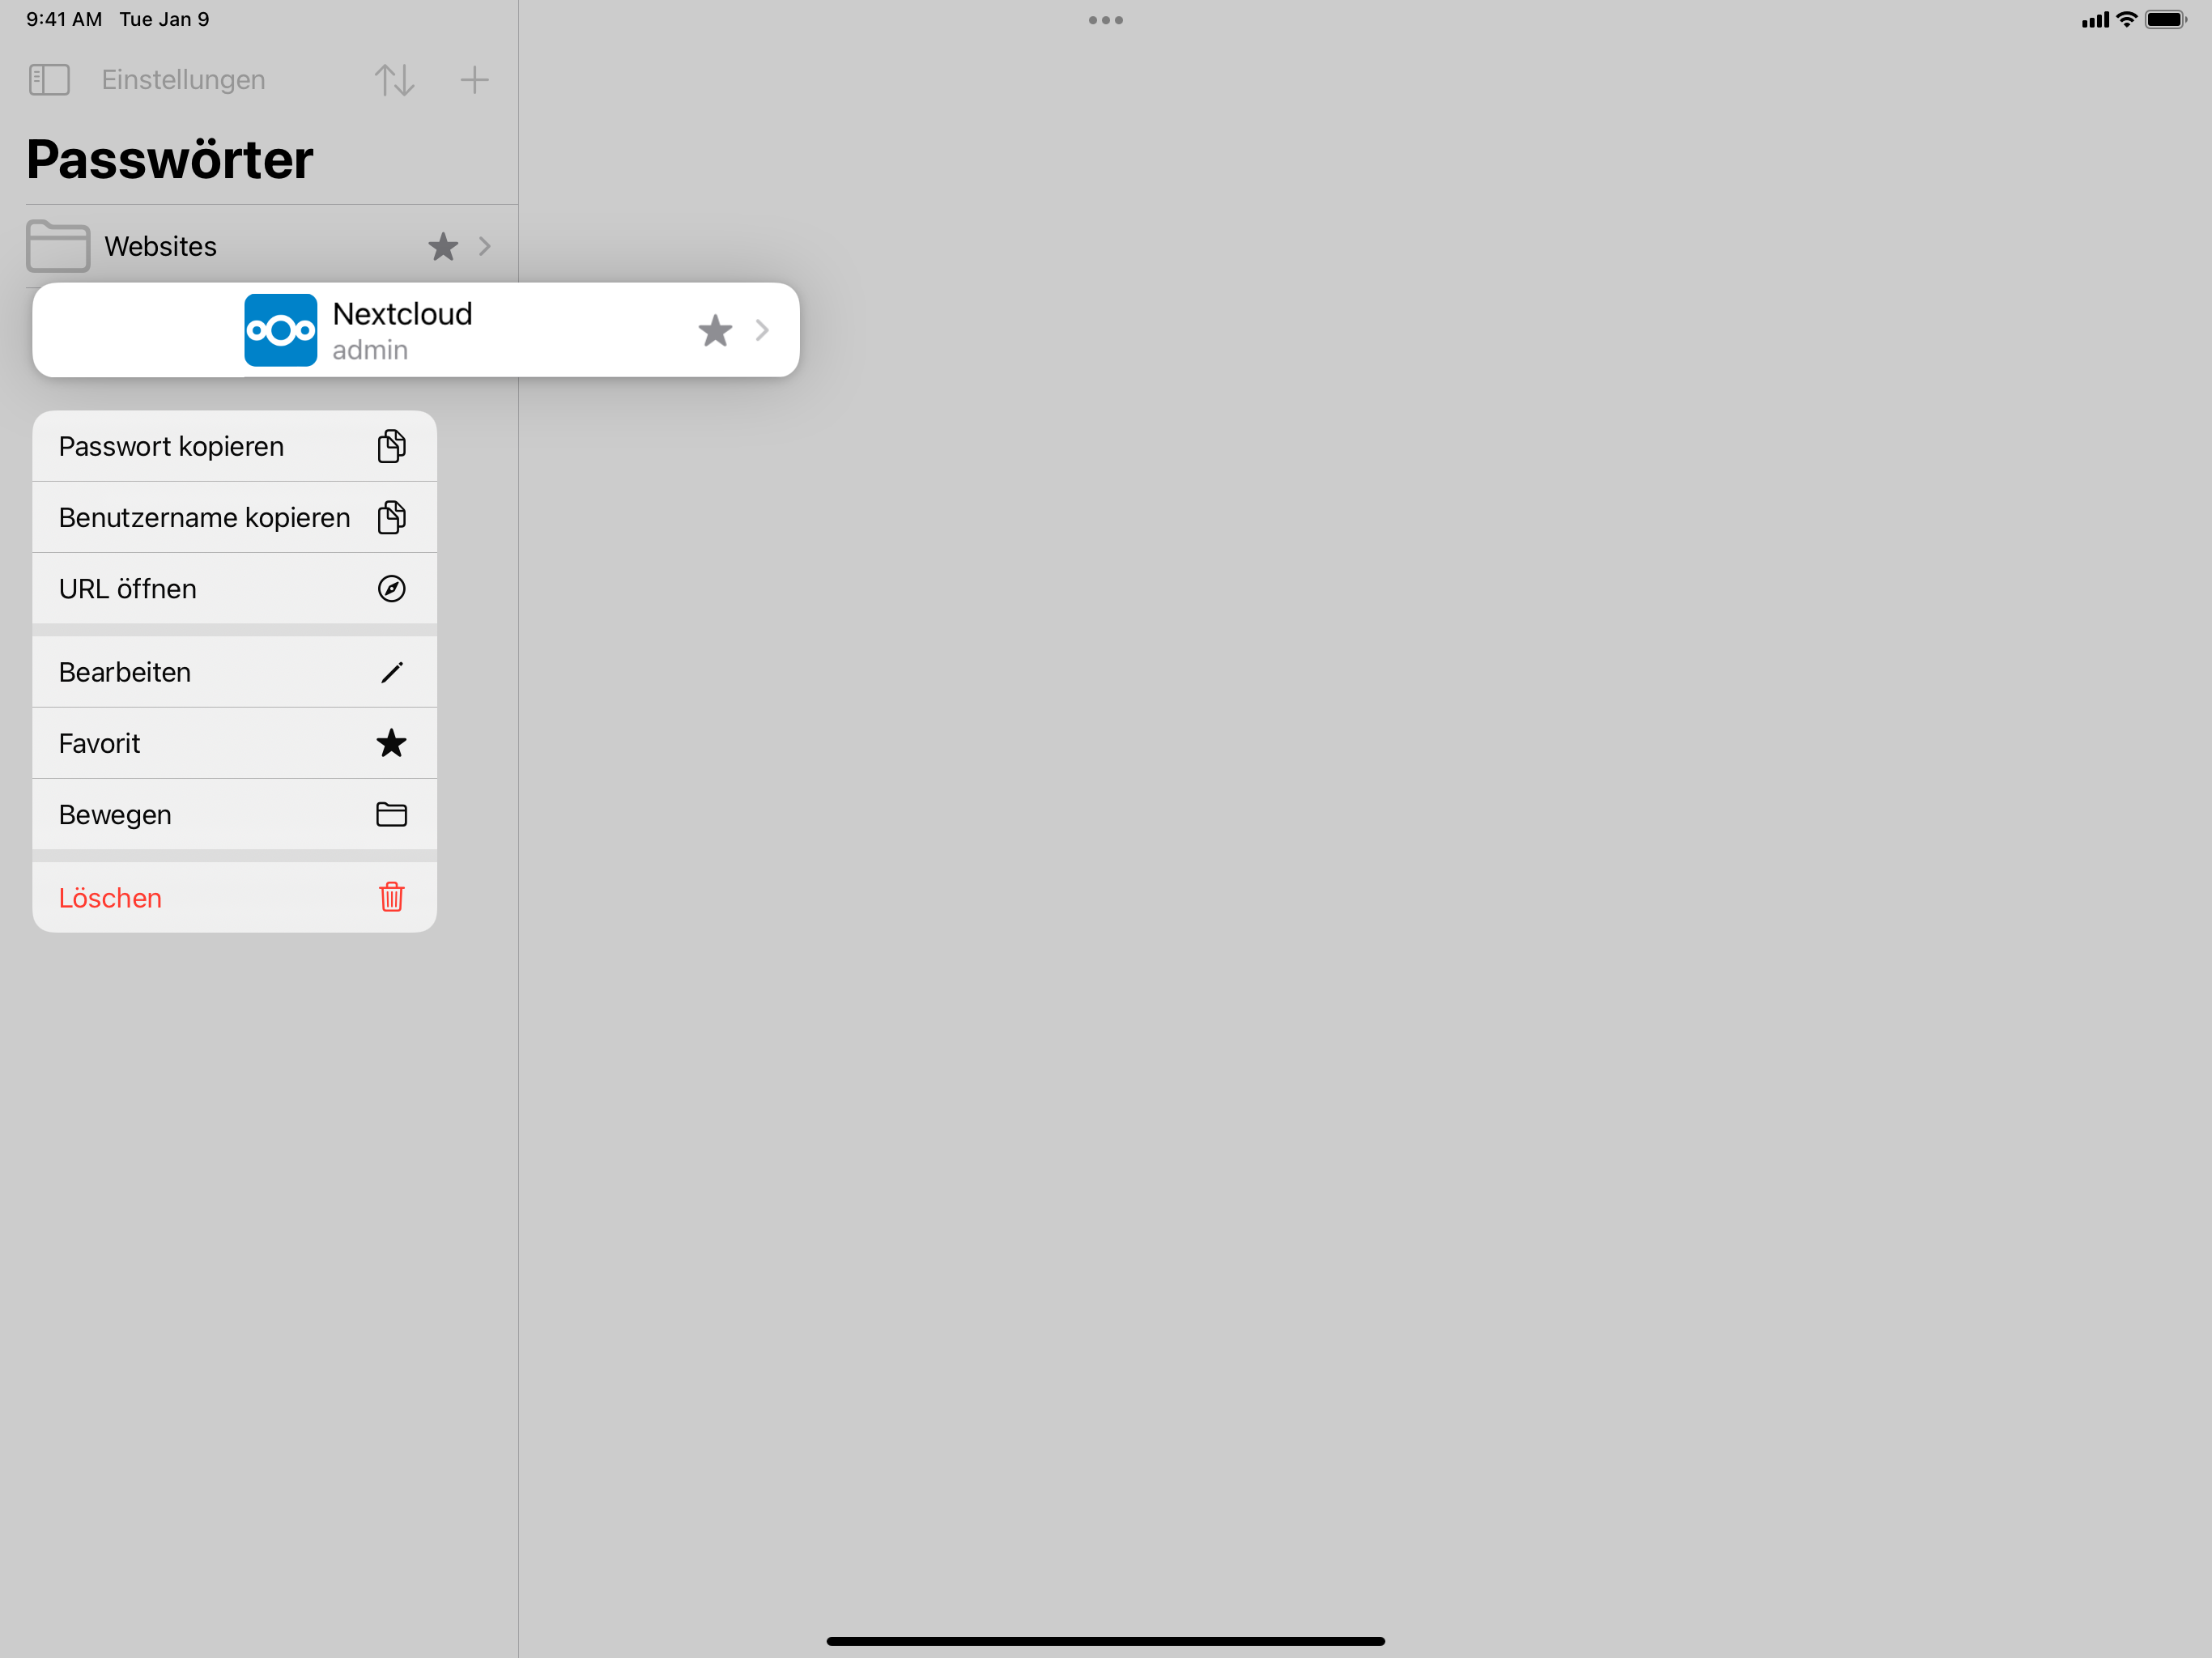 9:41 AM Tue Jan 9
Einstellungen
Passwörter
Websites
Nextcloud
admin
Passwort kopieren
Benutzername kopieren
URL öffnen
Bearbeiten
Favorit
Bewegen
Löschen